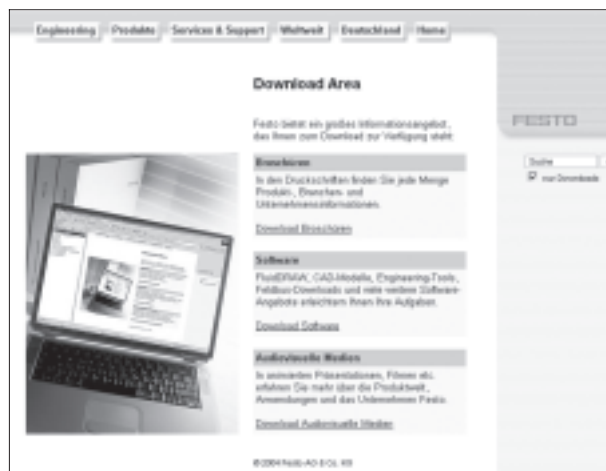 Engineering Produkte Services & Support Weltweit Deutschland Home
Download Area
Festo bietet ein großes Informationsangebot,
das Ihnen zum Download zur Verfügung steht:
FESTO
Suche
nur Downloads
Broschüren
In den Druckschriften finden Sie jede Menge
Produkt-, Branchen- und
Unternehmensinformationen.
Download Broschüren
Software
FluidDRAW, CAD-Modelle, Engineering-Tools,
Feldbus-Downloads und viele weitere Software-
Angebote erleichtern Ihnen Ihre Aufgaben.
Download Software
Audiovisuelle Medien
In animierten Präsentationen, Filmen etc.
erfahren Sie mehr über die Produktwelt,
Anwendungen und das Unternehmen Festo.
Download Audiovisuelle Medien
© 2004 Festo AG & Co. KG